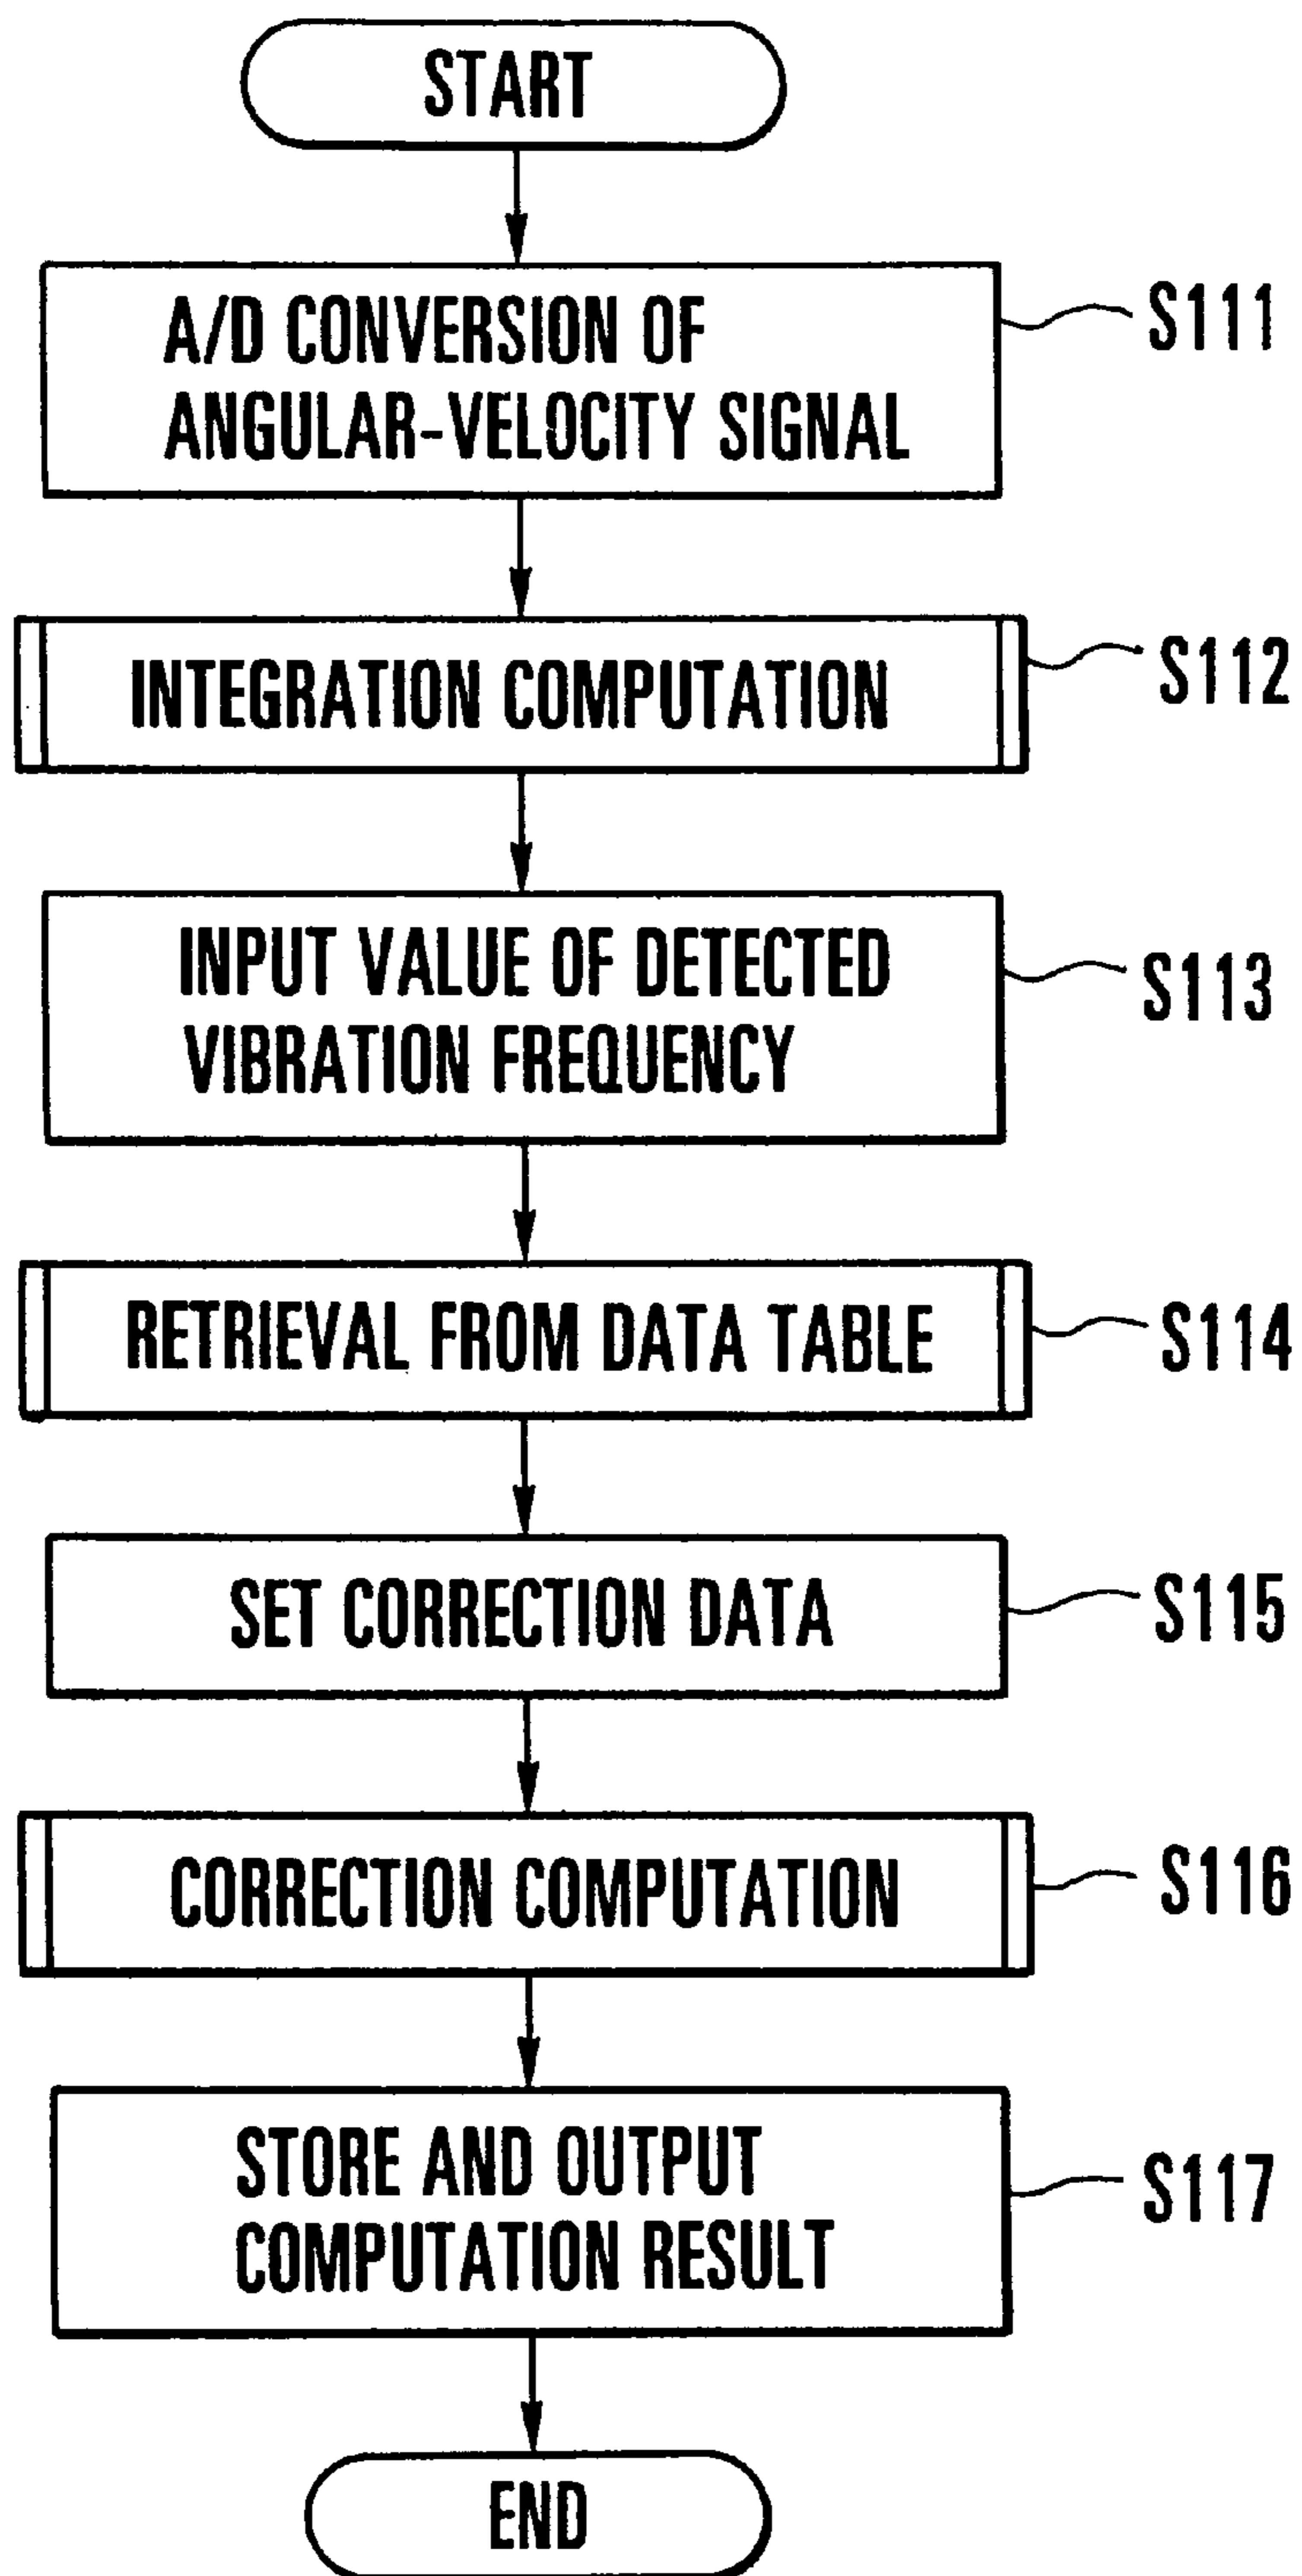 START
A/D CONVERSION OF
ANGULAR-VELOCITY SIGNAL
S111
INTEGRATION COMPUTATION
S112
INPUT VALUE OF DETECTED
VIBRATION FREQUENCY
S113
RETRIEVAL FROM DATA TABLE
S114
SET CORRECTION DATA
S115
CORRECTION COMPUTATION
S116
STORE AND OUTPUT
COMPUTATION RESULT
S117
END